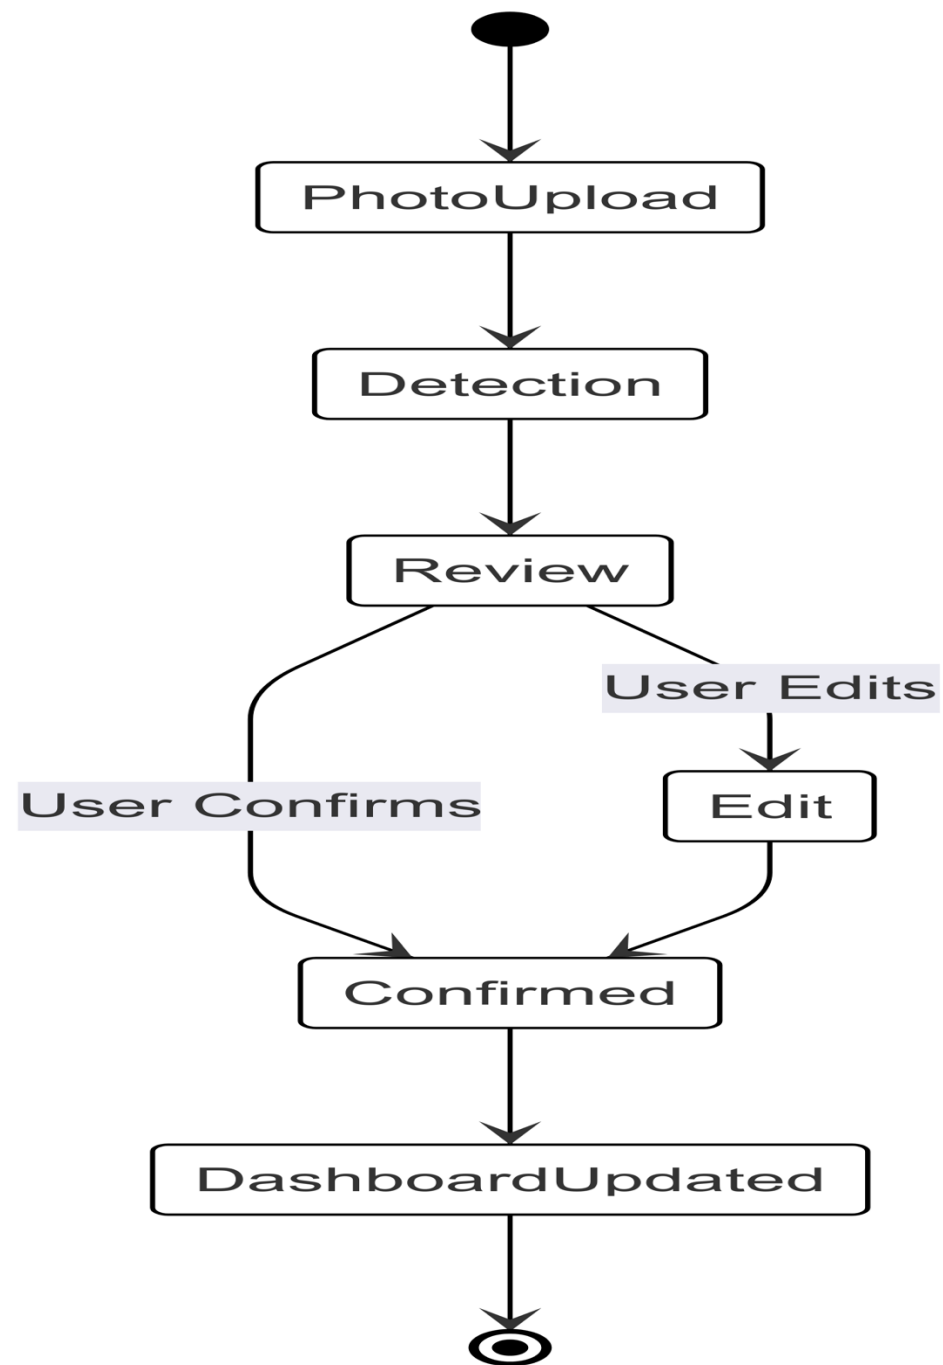 PhotoUpload
Detection
Review
User Edits
User Confirms
Edit
Confirmed
DashboardUpdated